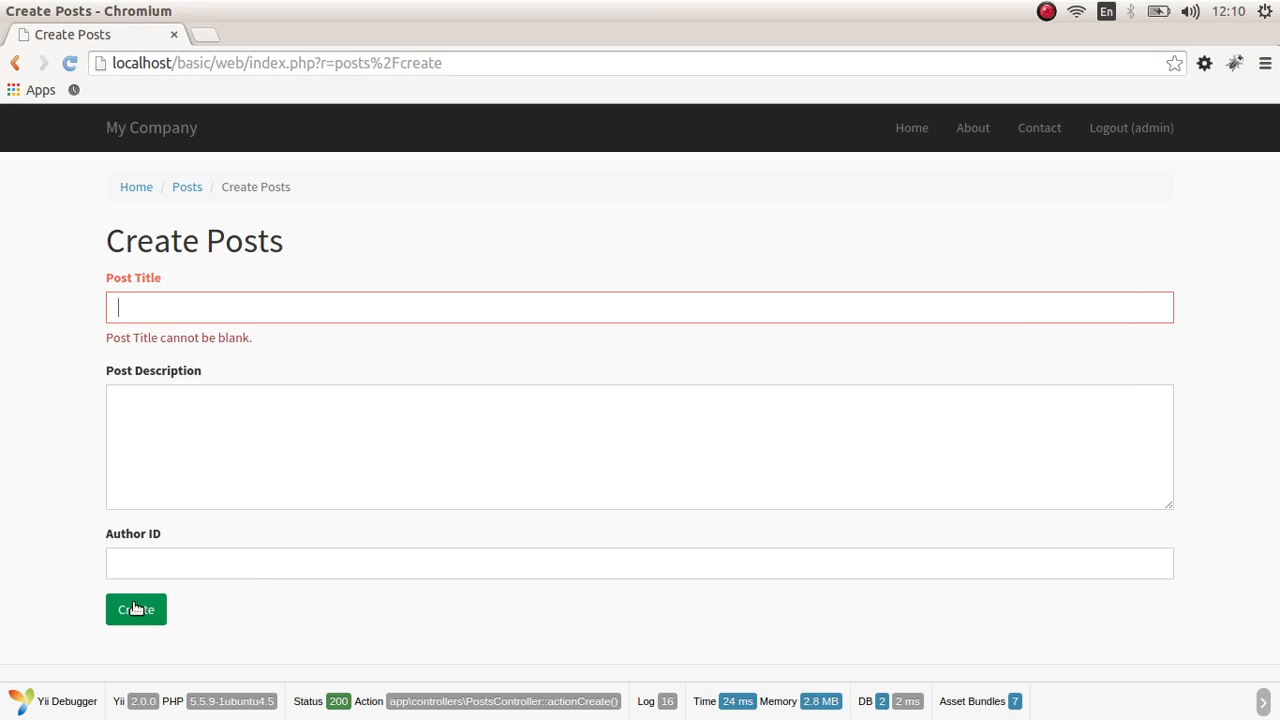 Create Posts - Chromium
En
12:10
Create Posts
localhost/basic/web/index.php?r=posts%2Fcreate
Apps
My Company
Home
About
Contact
Logout (admin)
Home / Posts / Create Posts
Create Posts
Post Title
Post Title cannot be blank.
Post Description
Author ID
Create
Yii Debugger Yii 2.0.0 PHP 5.5.9-1ubuntu4.5 Status 200 Action app\controllers\PostsController::actionCreate() Log 16 Time 24 ms Memory 2.8 MB DB 2 2 ms Asset Bundles 7